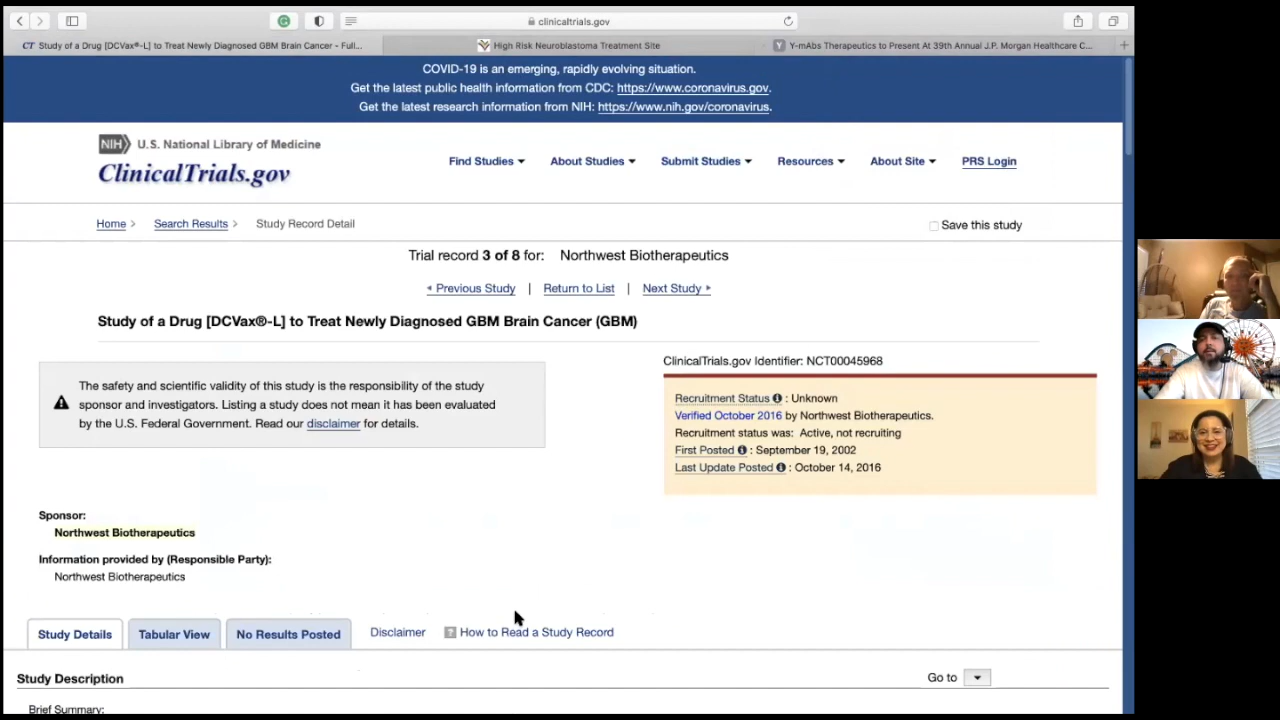 clinicaltrials.gov
CT Study of a Drug [DCVax®-L] to Treat Newly Diagnosed GBM Brain Cancer - Full...
High Risk Neuroblastoma Treatment Site
Y Y-mAbs Therapeutics to Present At 39th Annual J.P. Morgan Healthcare C...
COVID-19 is an emerging, rapidly evolving situation.
Get the latest public health information from CDC: https://www.coronavirus.gov.
Get the latest research information from NIH: https://www.nih.gov/coronavirus.
NIH U.S. National Library of Medicine
ClinicalTrials.gov
Find Studies About Studies Submit Studies Resources About Site PRS Login
Home > Search Results > Study Record Detail
Save this study
Trial record 3 of 8 for: Northwest Biotherapeutics
Previous Study | Return to List | Next Study
Study of a Drug [DCVax®-L] to Treat Newly Diagnosed GBM Brain Cancer (GBM)
The safety and scientific validity of this study is the responsibility of the study
sponsor and investigators. Listing a study does not mean it has been evaluated
by the U.S. Federal Government. Read our disclaimer for details.
ClinicalTrials.gov Identifier: NCT00045968
Recruitment Status : Unknown
Verified October 2016 by Northwest Biotherapeutics.
Recruitment status was: Active, not recruiting
First Posted : September 19, 2002
Last Update Posted : October 14, 2016
Sponsor:
Northwest Biotherapeutics
Information provided by (Responsible Party):
Northwest Biotherapeutics
Study Details Tabular View No Results Posted Disclaimer ? How to Read a Study Record
Study Description
Go to
Brief Summary: